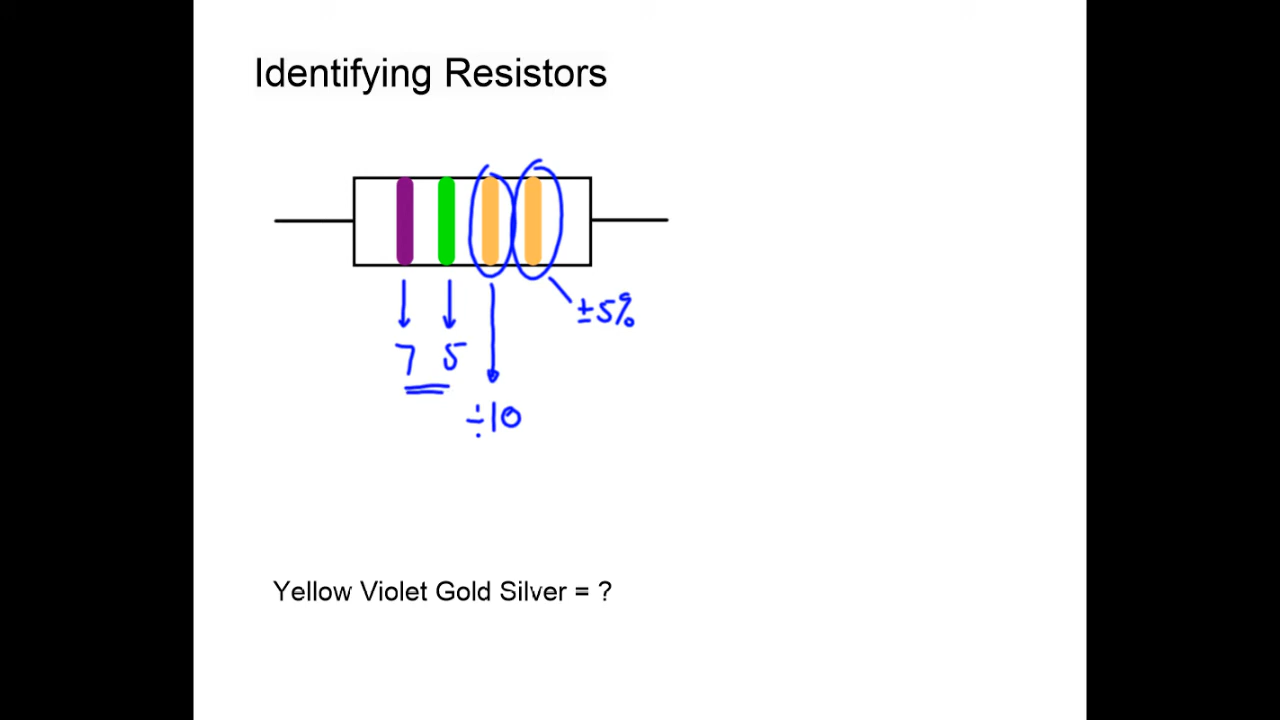 Identifying Resistors
±5%
7 5
÷10
Yellow Violet Gold Silver = ?